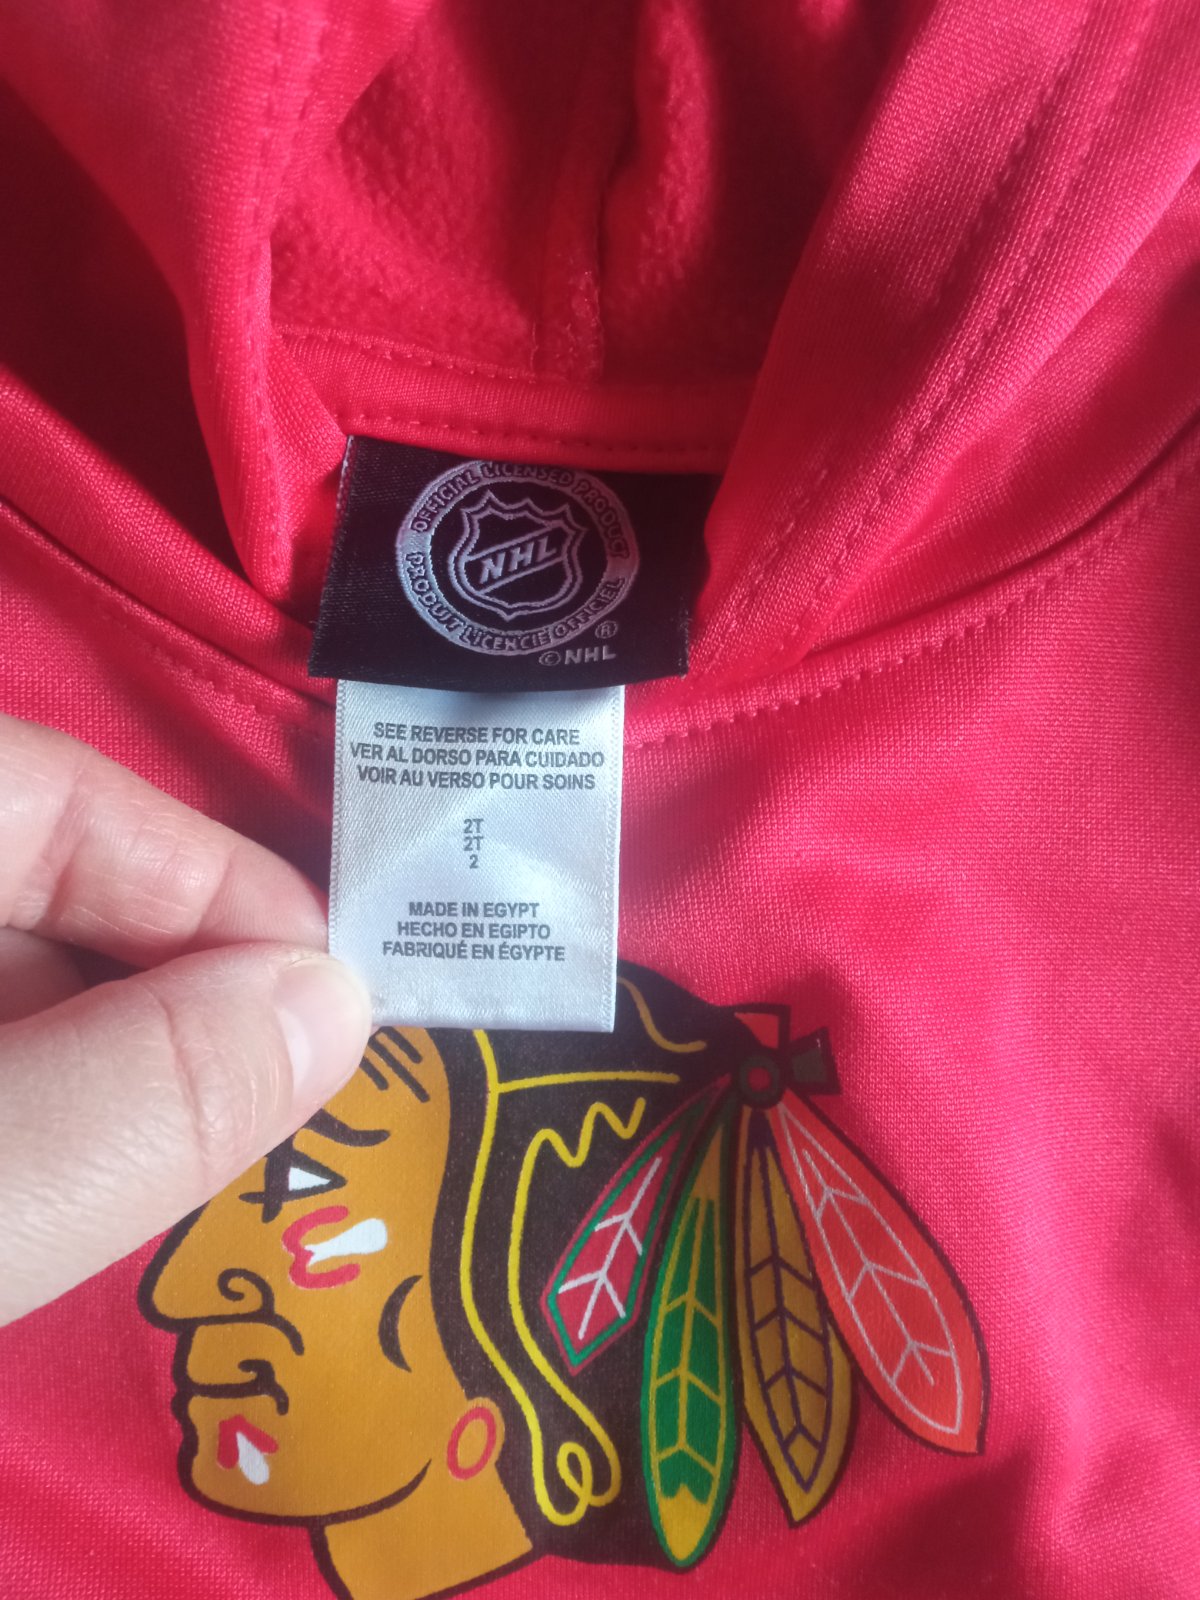 OFFICIAL LICENSED PRODUCT
NHL
PRODUIT LICENCIE OFFICIEL
®
©NHL
SEE REVERSE FOR CARE
VER AL DORSO PARA CUIDADO
VOIR AU VERSO POUR SOINS
2T
2T
2
MADE IN EGYPT
HECHO EN EGIPTO
FABRIQUÉ EN ÉGYPTE